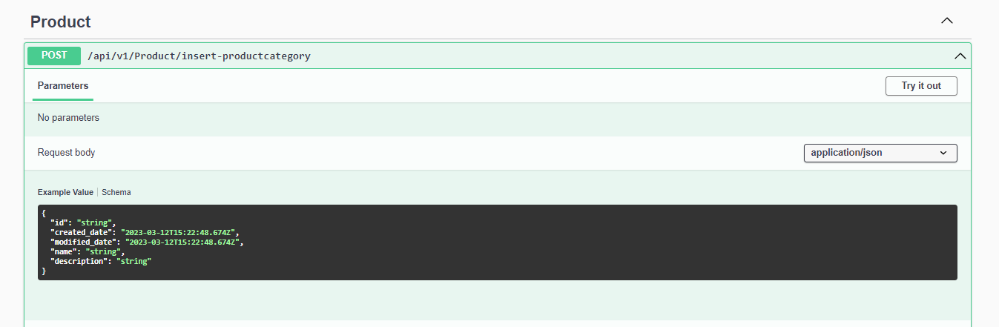 Product
POST /api/v1/Product/insert-productcategory
Parameters Try it out
No parameters
Request body application/json
Example Value Schema
{
"id": "string",
"created_date": "2023-03-12T15:22:48.674Z",
"modified_date": "2023-03-12T15:22:48.674Z",
"name": "string",
"description": "string"
}